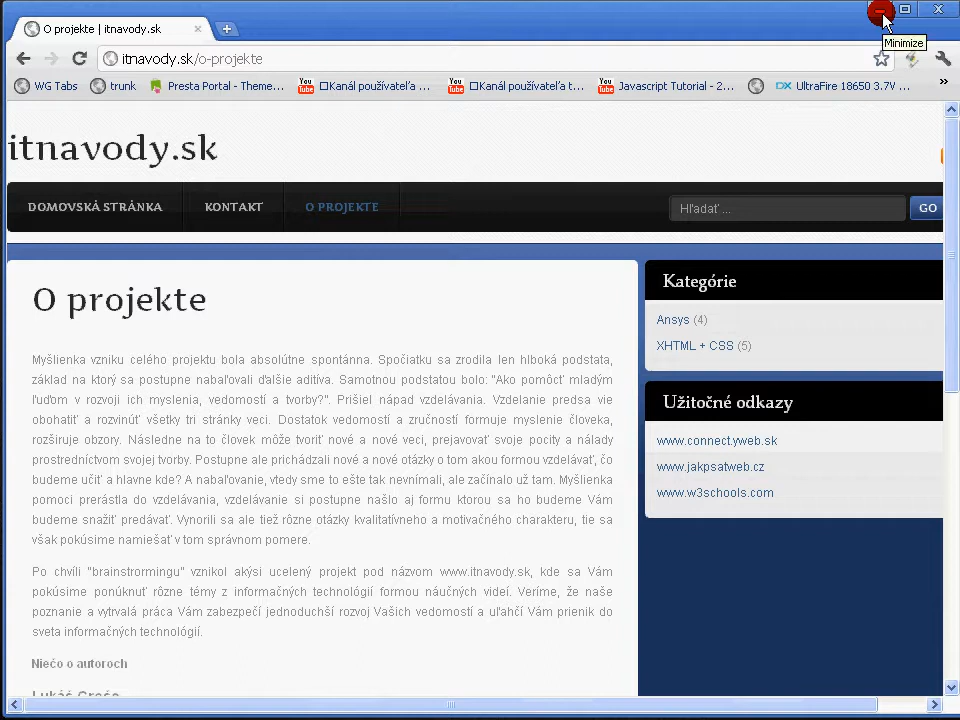 O projekte | itnavody.sk
Minimize
itnavody.sk/o-projekte
WG Tabs trunk Presta Portal - Theme... Kanál používateľa ... Kanál používateľa t... Javascript Tutorial - 2... UltraFire 18650 3.7V ... »
itnavody.sk
DOMOVSKÁ STRÁNKA KONTAKT O PROJEKTE Hľadať ... GO
O projekte
Myšlienka vzniku celého projektu bola absolútne spontánna. Spočiatku sa zrodila len hlboká podstata,
základ na ktorý sa postupne nabaľovali ďalšie aditíva. Samotnou podstatou bolo: "Ako pomôcť mladým
ľuďom v rozvoji ich myslenia, vedomostí a tvorby?". Prišiel nápad vzdelávania. Vzdelanie predsa vie
obohatiť a rozvinúť všetky tri stránky veci. Dostatok vedomostí a zručností formuje myslenie človeka,
rozširuje obzory. Následne na to človek môže tvoriť nové a nové veci, prejavovať svoje pocity a nálady
prostredníctvom svojej tvorby. Postupne ale prichádzali nové a nové otázky o tom akou formou vzdelávať, čo
budeme učiť a hlavne kde? A nabaľovanie, vtedy sme to ešte tak nevnímali, ale začínalo už tam. Myšlienka
pomoci prerástla do vzdelávania, vzdelávanie si postupne našlo aj formu ktorou sa ho budeme Vám
budeme snažiť predávať. Vynorili sa ale tiež rôzne otázky kvalitatívneho a motivačného charakteru, tie sa
však pokúsime namiešať v tom správnom pomere.
Po chvíli "brainstrormingu" vznikol akýsi ucelený projekt pod názvom www.itnavody.sk, kde sa Vám
pokúsime ponúknuť rôzne témy z informačných technológií formou náučných videí. Veríme, že naše
poznanie a vytrvalá práca Vám zabezpečí jednoduchší rozvoj Vašich vedomostí a uľahčí Vám prienik do
sveta informačných technológií.
Niečo o autoroch
Lukáš Grešo
Kategórie
Ansys (4)
XHTML + CSS (5)
Užitočné odkazy
www.connect.yweb.sk
www.jakpsatweb.cz
www.w3schools.com